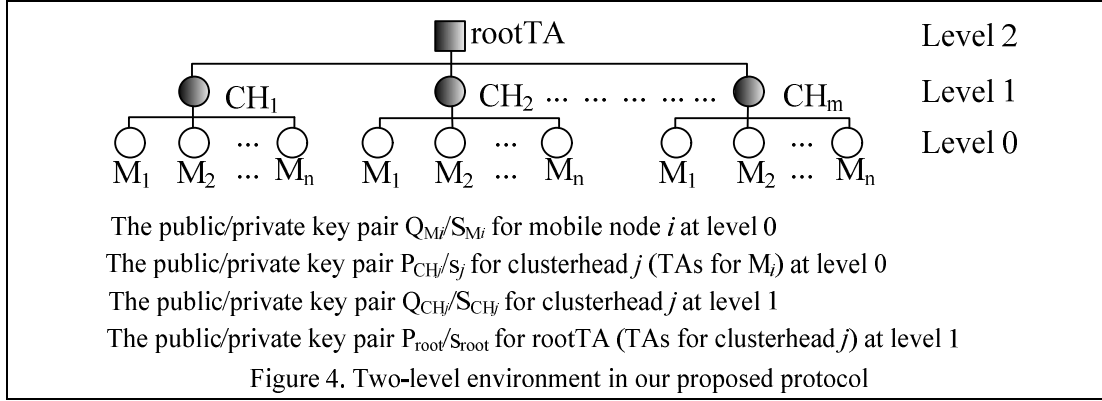 rootTA Level 2
CH1 CH2 ... ... ... ... ... CHm Level 1
... ... ... Level 0
M1 M2 ... Mn M1 M2 ... Mn M1 M2 ... Mn
The public/private key pair QMi/SMi for mobile node i at level 0
The public/private key pair PCHj/sj for clusterhead j (TAs for Mi) at level 0
The public/private key pair QCHj/SCHj for clusterhead j at level 1
The public/private key pair Proot/sroot for rootTA (TAs for clusterhead j) at level 1
Figure 4. Two-level environment in our proposed protocol